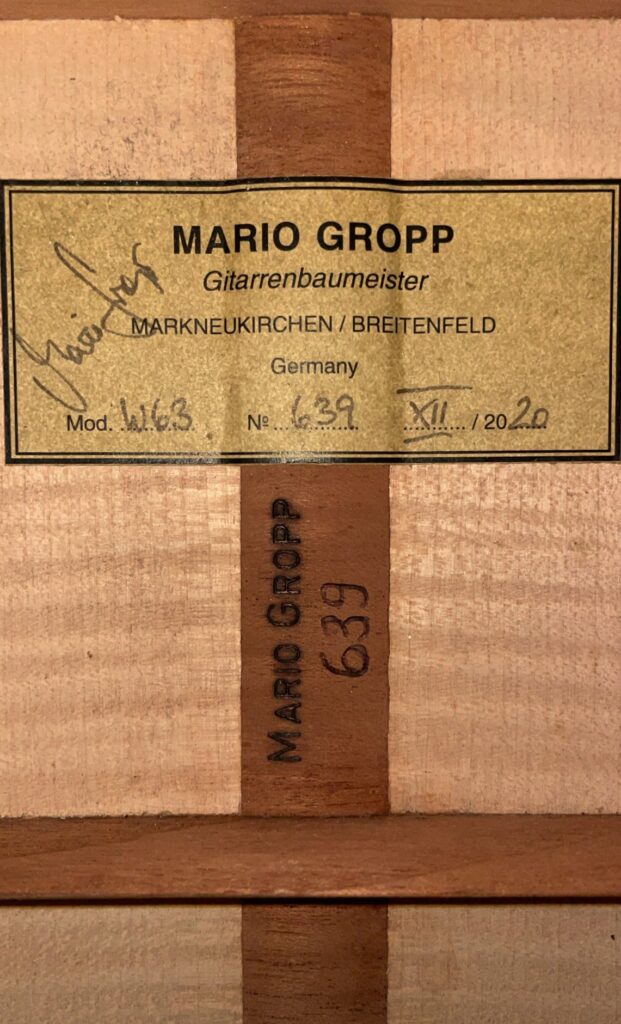 MARIO GROPP
Gitarrenbaumeister
MARKNEUKIRCHEN / BREITENFELD
Germany
Mod. W63 № 639 XII / 2020
MARIO GROPP
639